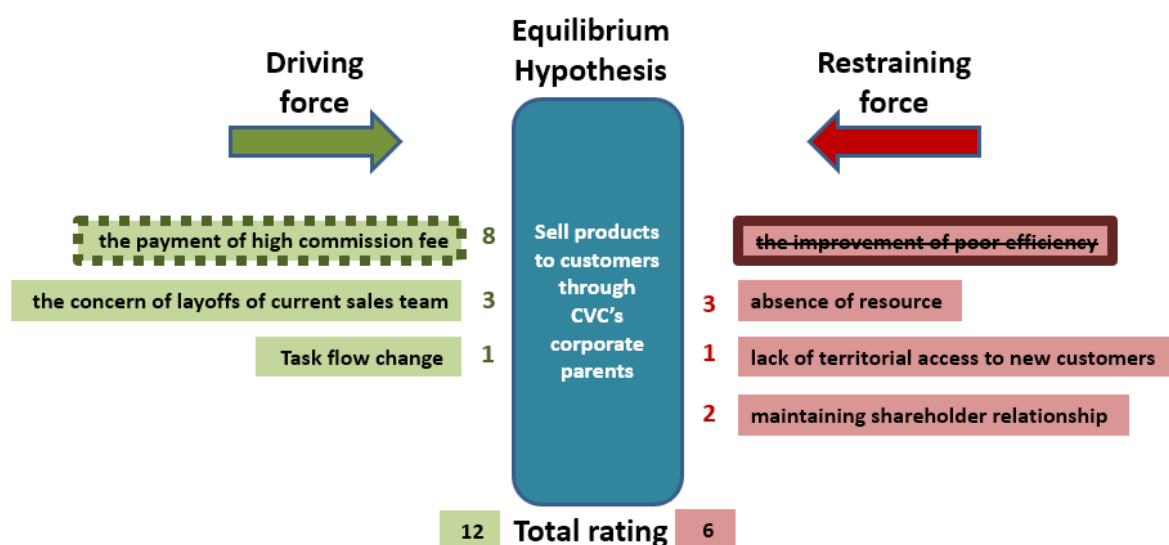 Equilibrium
Hypothesis
Driving
force
Restraining
force
the payment of high commission fee
8
the concern of layoffs of current sales team
3
Task flow change
1
Sell products
to customers
through
CVC's
corporate
parents
the improvement of poor efficiency
3
absence of resource
1
lack of territorial access to new customers
2
maintaining shareholder relationship
12
Total rating
6